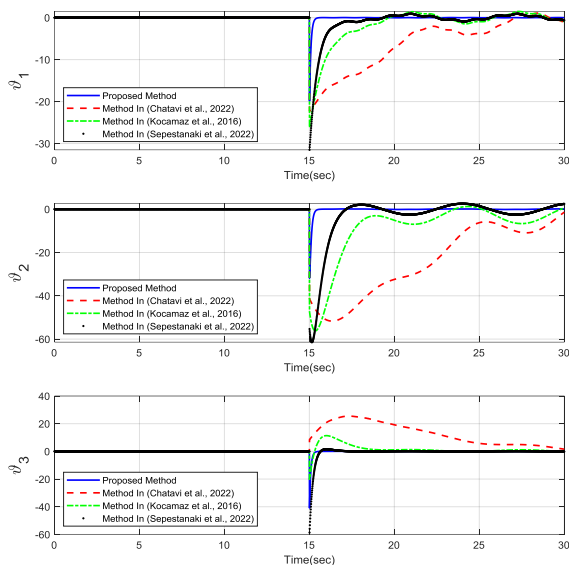 0
-10
-20
-30
ϑ1
Proposed Method
Method In (Chatavi et al., 2022)
Method In (Kocamaz et al., 2016)
Method In (Sepestanaki et al., 2022)
0 5 10 15 20 25 30
Time(sec)
0
-20
-40
-60
ϑ2
Proposed Method
Method In (Chatavi et al., 2022)
Method In (Kocamaz et al., 2016)
Method In (Sepestanaki et al., 2022)
0 5 10 15 20 25 30
Time(sec)
40
20
0
-20
-40
-60
ϑ3
Proposed Method
Method In (Chatavi et al., 2022)
Method In (Kocamaz et al., 2016)
Method In (Sepestanaki et al., 2022)
0 5 10 15 20 25 30
Time(sec)